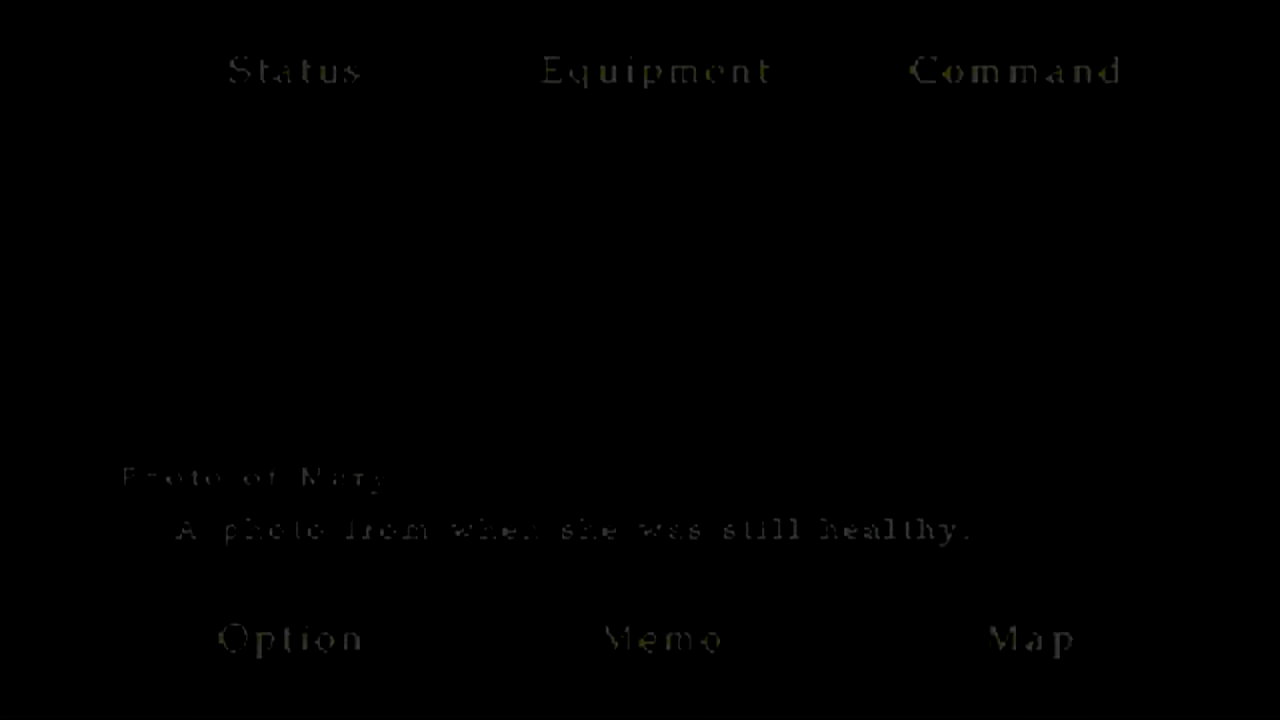 Status Equipment Command
Photo of Mary
A photo from when she was still healthy.
Option Memo Map